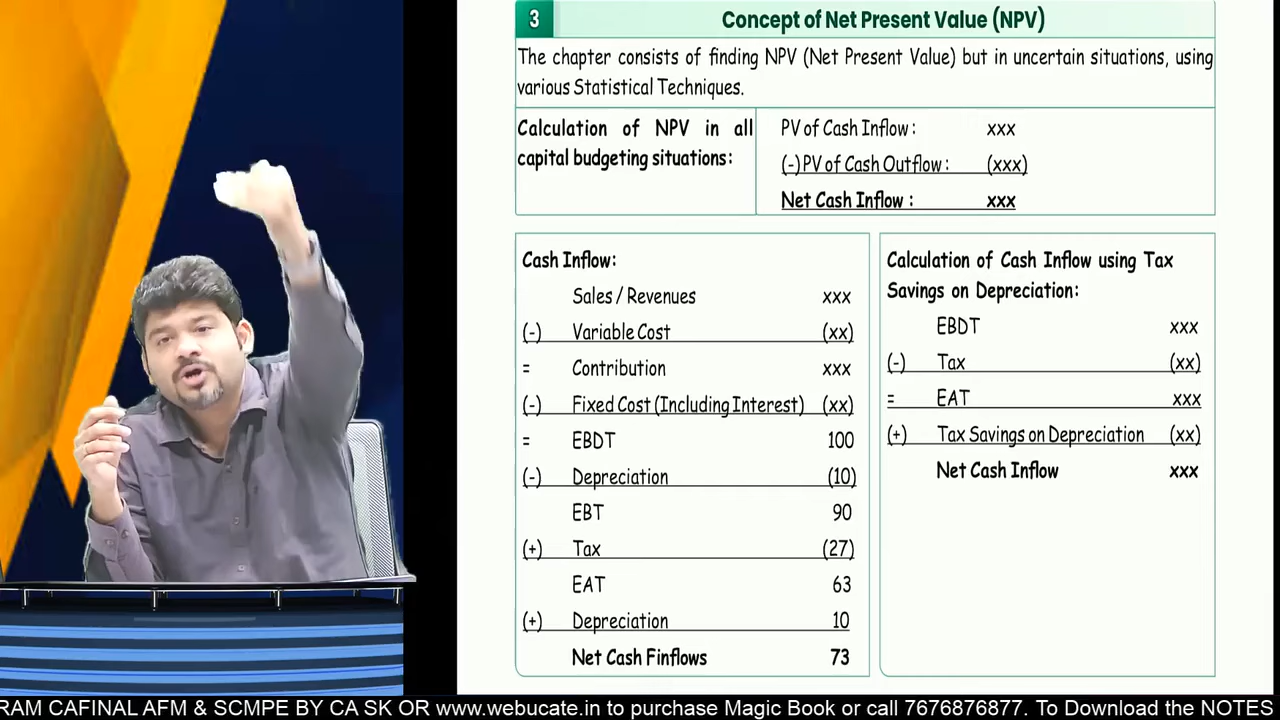 3 Concept of Net Present Value (NPV)
The chapter consists of finding NPV (Net Present Value) but in uncertain situations, using
various Statistical Techniques.
Calculation of NPV in all
capital budgeting situations:
PV of Cash Inflow : xxx
(-) PV of Cash Outflow : (xxx)
Net Cash Inflow : xxx
Cash Inflow:
Sales / Revenues xxx
(-) Variable Cost (xx)
= Contribution xxx
(-) Fixed Cost (Including Interest) (xx)
= EBDT 100
(-) Depreciation (10)
EBT 90
(+) Tax (27)
EAT 63
(+) Depreciation 10
Net Cash Finflows 73
Calculation of Cash Inflow using Tax
Savings on Depreciation:
EBDT xxx
(-) Tax (xx)
= EAT xxx
(+) Tax Savings on Depreciation (xx)
Net Cash Inflow xxx
RAM CAFINAL AFM & SCMPE BY CA SK OR www.webucate.in to purchase Magic Book or call 7676876877. To Download the NOTES